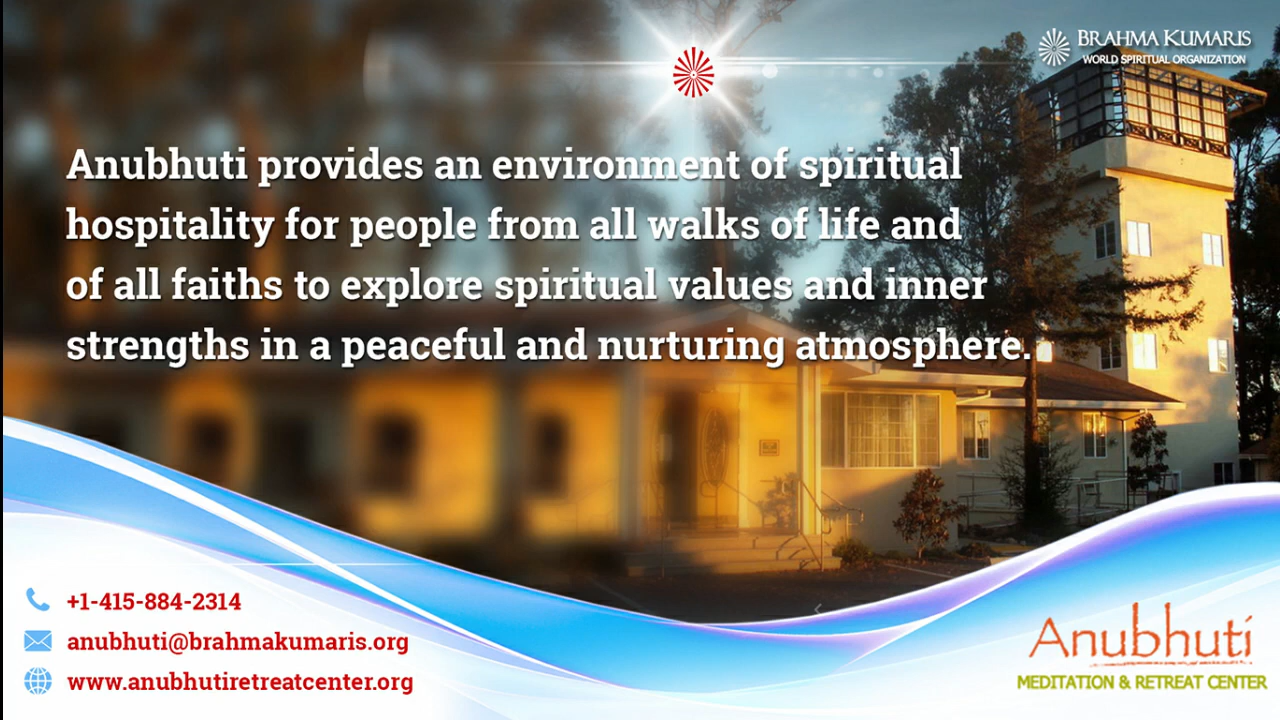 BRAHMA KUMARIS
WORLD SPIRITUAL ORGANIZATION
Anubhuti provides an environment of spiritual
hospitality for people from all walks of life and
of all faiths to explore spiritual values and inner
strengths in a peaceful and nurturing atmosphere.
+1-415-884-2314
anubhuti@brahmakumaris.org
www.anubhutiretreatcenter.org
Anubhuti
MEDITATION & RETREAT CENTER